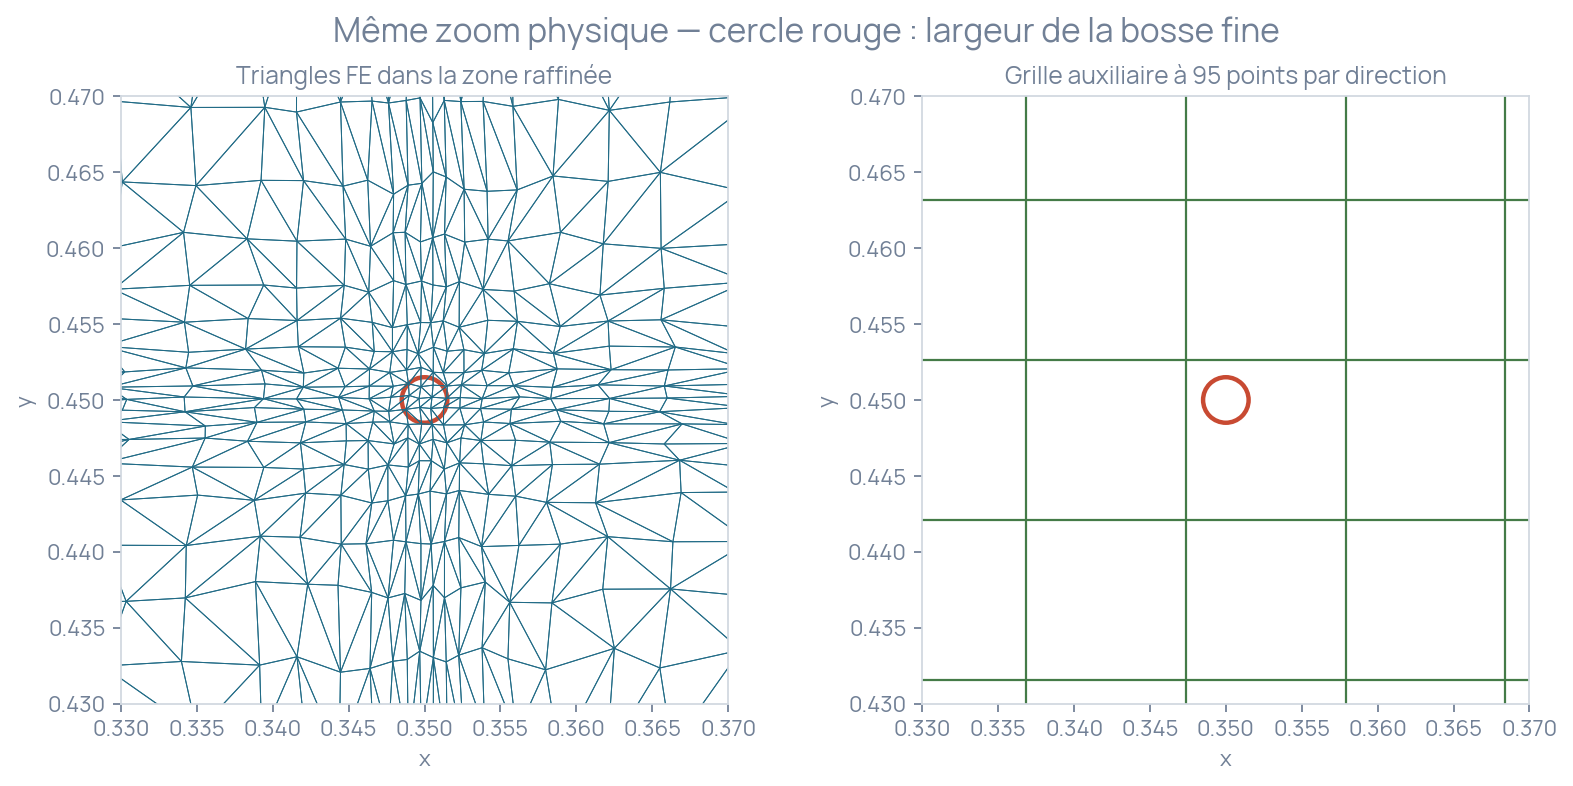 Même zoom physique — cercle rouge : largeur de la bosse fine
Triangles FE dans la zone raffinée
0.470
0.465
0.460
0.455
0.450
0.445
0.440
0.435
0.430
y
0.330 0.335 0.340 0.345 0.350 0.355 0.360 0.365 0.370
x
Grille auxiliaire à 95 points par direction
0.470
0.465
0.460
0.455
0.450
0.445
0.440
0.435
0.430
y
0.330 0.335 0.340 0.345 0.350 0.355 0.360 0.365 0.370
x